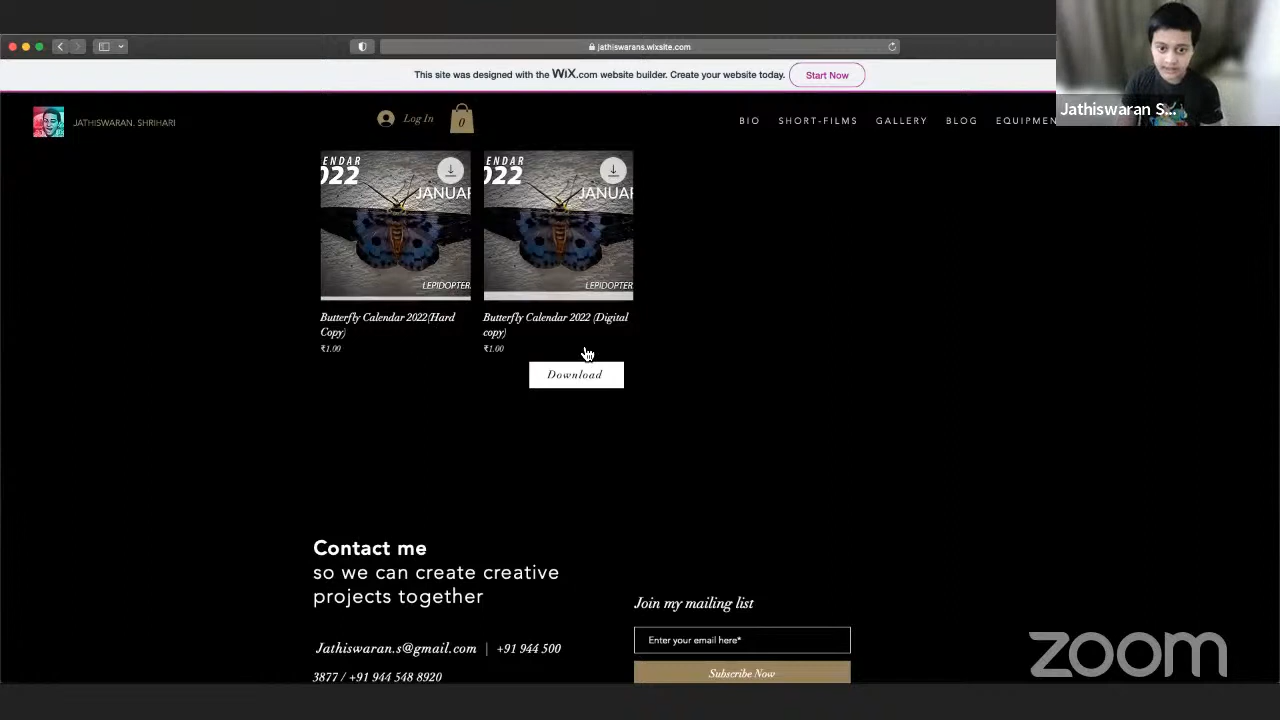 jathiswarans.wixsite.com
This site was designed with the WiX.com website builder. Create your website today. Start Now
Jathiswaran S...
JATHISWARAN. SHRIHARI
Log In
0
BIO SHORT-FILMS GALLERY BLOG EQUIPMEN
ENDAR
022
JANUAR
LEPIDOPTER
ENDAR
022
JANUAR
LEPIDOPTER
Butterfly Calendar 2022(Hard
Copy)
₹1.00
Butterfly Calendar 2022 (Digital
copy)
₹1.00
Download
Contact me
so we can create creative
projects together
Jathiswaran.s@gmail.com | +91 944 500
3877 / +91 944 548 8920
Join my mailing list
Enter your email here*
Subscribe Now
zoom